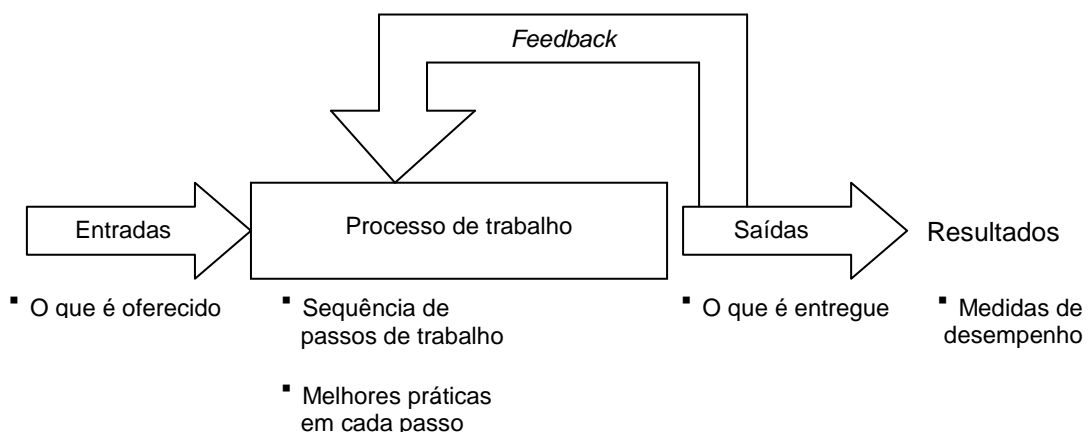 Feedback
Entradas
Processo de trabalho
Saídas
Resultados
▪ O que é oferecido
▪ Sequência de
passos de trabalho
▪ Melhores práticas
em cada passo
▪ O que é entregue
▪ Medidas de
desempenho